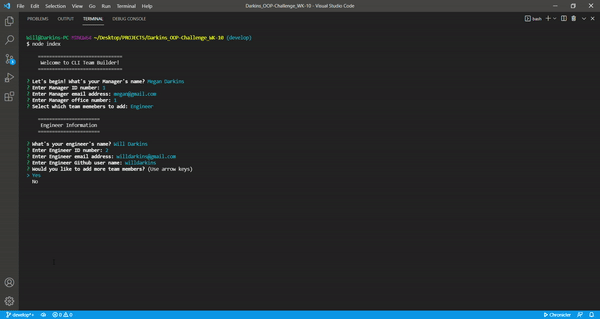 File Edit Selection View Go Run Terminal Help
Darkins_OOP-Challenge_WK-10 - Visual Studio Code
PROBLEMS OUTPUT TERMINAL DEBUG CONSOLE
bash
Will@Darkins-PC MINGW64 ~/Desktop/PROJECTS/Darkins_OOP-Challenge_WK-10 (develop)
$ node index
============================
Welcome to CLI Team Builder!
============================
? Let's begin! What's your Manager's name? Megan Darkins
? Enter Manager ID number: 1
? Enter Manager email address: megan@gmail.com
? Enter Manager office number: 1
? Select which team memebers to add: Engineer
=====================
Engineer Information
=====================
? What's your engineer's name? Will Darkins
? Enter Engineer ID number: 2
? Enter Engineer email address: willdarkins@gmail.com
? Enter Engineer Github user name: willdarkins
? Would you like to add more team members? (Use arrow keys)
> Yes
No
develop*+ 0 0 Chronicler